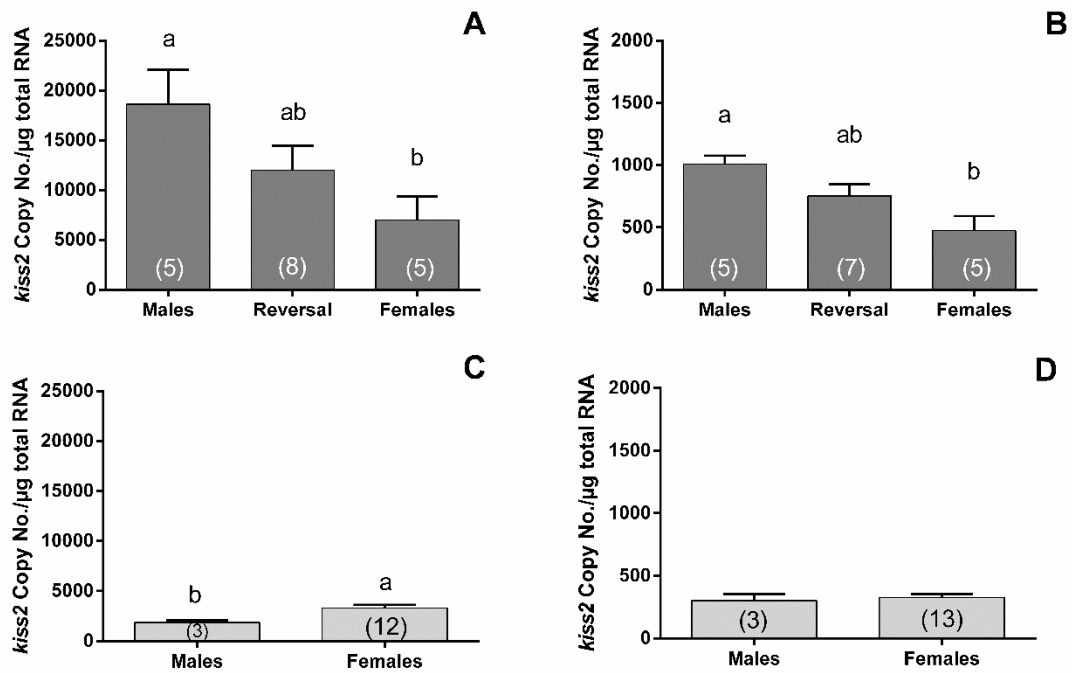 A
kiss2 Copy No./µg total RNA
25000
20000
15000
10000
5000
0
a
ab
b
(5)
(8)
(5)
Males
Reversal
Females
B
kiss2 Copy No./µg total RNA
2000
1500
1000
500
0
a
ab
b
(5)
(7)
(5)
Males
Reversal
Females
C
kiss2 Copy No./µg total RNA
25000
20000
15000
10000
5000
0
b
a
(3)
(12)
Males
Females
D
kiss2 Copy No./µg total RNA
2000
1500
1000
500
0
(3)
(13)
Males
Females